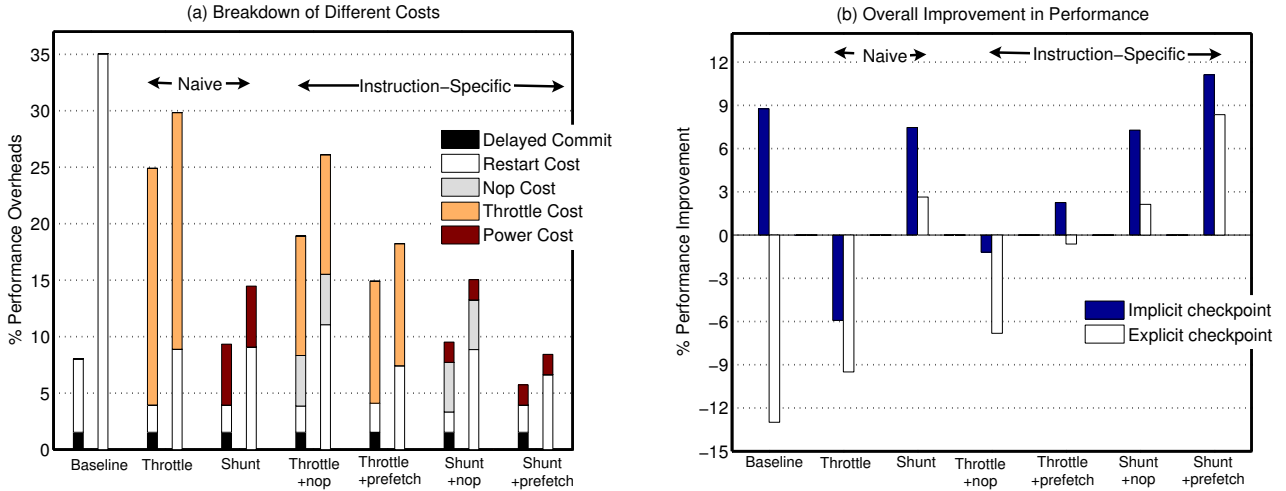 (a) Breakdown of Different Costs
% Performance Overheads
35
30
25
20
15
10
5
0
Naive
Instruction−Specific
Delayed Commit
Restart Cost
Nop Cost
Throttle Cost
Power Cost
Baseline
Throttle
Shunt
Throttle
+nop
Throttle
+prefetch
Shunt
+nop
Shunt
+prefetch
(b) Overall Improvement in Performance
% Performance Improvement
12
9
6
3
0
−3
−6
−9
−12
−15
Naive
Instruction−Specific
Implicit checkpoint
Explicit checkpoint
Baseline
Throttle
Shunt
Throttle
+nop
Throttle
+prefetch
Shunt
+nop
Shunt
+prefetch